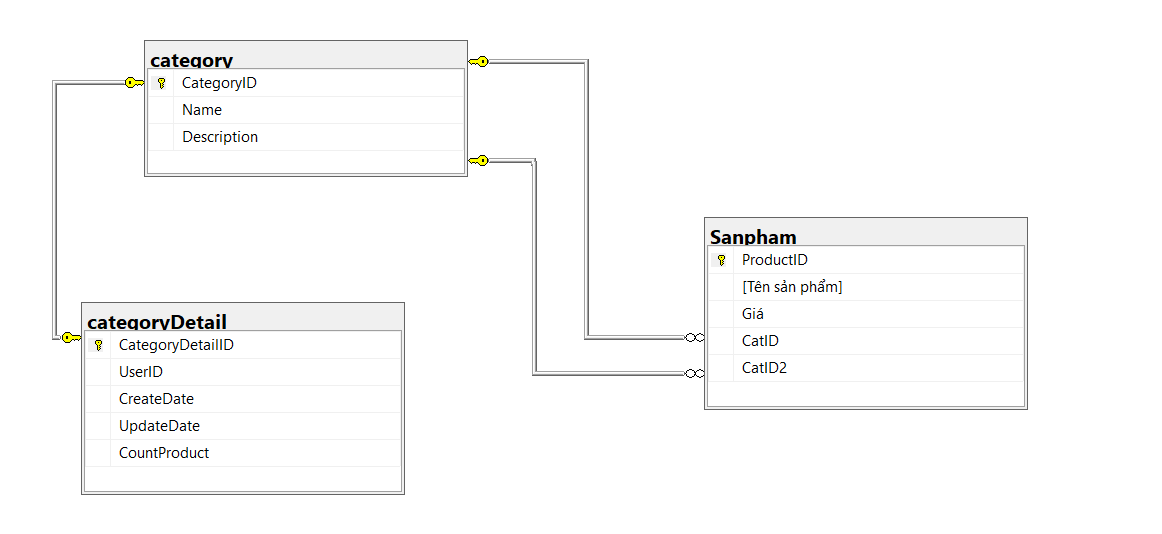 category
CategoryID
Name
Description
Sanpham
ProductID
[Tên sản phẩm]
Giá
CatID
CatID2
categoryDetail
CategoryDetailID
UserID
CreateDate
UpdateDate
CountProduct